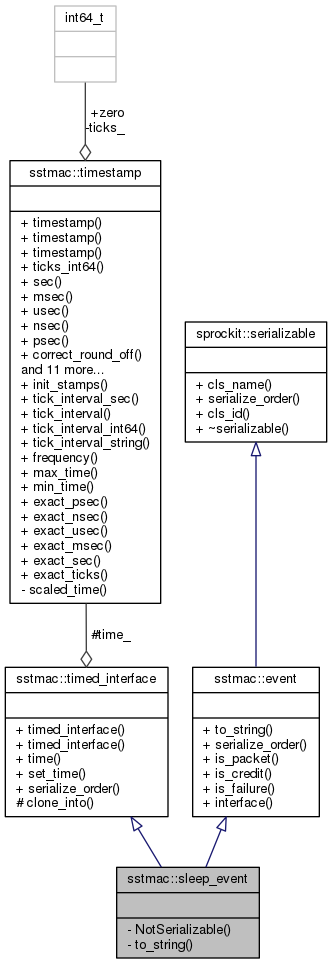 int64_t
+zero
-ticks_
sstmac::timestamp
+ timestamp()
+ timestamp()
+ timestamp()
+ ticks_int64()
+ sec()
+ msec()
+ usec()
+ nsec()
+ psec()
+ correct_round_off()
and 11 more...
+ init_stamps()
+ tick_interval_sec()
+ tick_interval()
+ tick_interval_int64()
+ tick_interval_string()
+ frequency()
+ max_time()
+ min_time()
+ exact_psec()
+ exact_nsec()
+ exact_usec()
+ exact_msec()
+ exact_sec()
+ exact_ticks()
- scaled_time()
sprockit::serializable
+ cls_name()
+ serialize_order()
+ cls_id()
+ ~serializable()
#time_
sstmac::timed_interface
+ timed_interface()
+ timed_interface()
+ time()
+ set_time()
+ serialize_order()
# clone_into()
sstmac::event
+ to_string()
+ serialize_order()
+ is_packet()
+ is_credit()
+ is_failure()
+ interface()
sstmac::sleep_event
- NotSerializable()
- to_string()